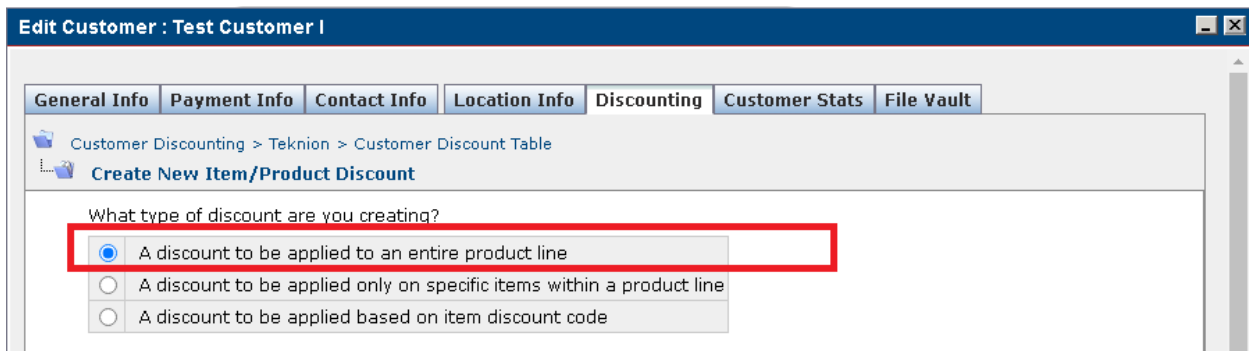 Edit Customer : Test Customer I
General Info Payment Info Contact Info Location Info Discounting Customer Stats File Vault
Customer Discounting > Teknion > Customer Discount Table
Create New Item/Product Discount
What type of discount are you creating?
A discount to be applied to an entire product line
A discount to be applied only on specific items within a product line
A discount to be applied based on item discount code